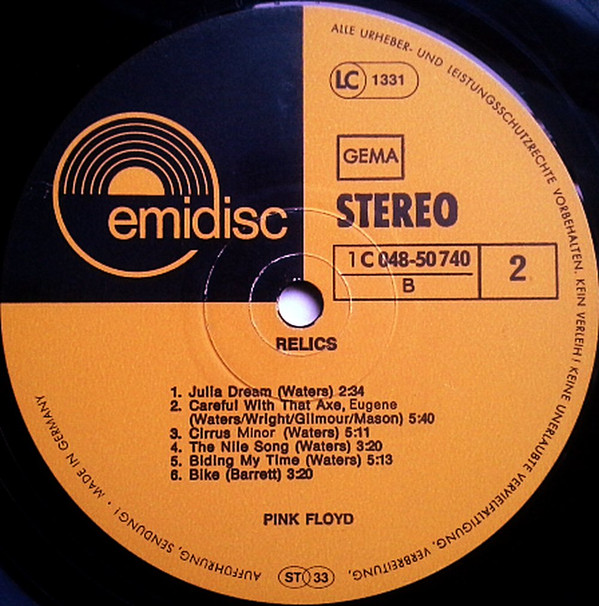 ALLE URHEBER- UND LEISTUNGSSCHUTZRECHTE VORBEHALTEN. KEIN VERLEIH! KEINE UNERLAUBTE VERVIELFÄLTIGUNG, VERBREITUNG,
AUFFÜHRUNG, SENDUNG! · MADE IN GERMANY
LC 1331
GEMA
emidisc
STEREO
1 C 048-50 740
B
2
RELICS
1. Julia Dream (Waters) 2:34
2. Careful With That Axe, Eugene
(Waters/Wright/Gilmour/Mason) 5:40
3. Cirrus Minor (Waters) 5:11
4. The Nile Song (Waters) 3:20
5. Biding My Time (Waters) 5:13
6. Bike (Barrett) 3:20
PINK FLOYD
ST 33